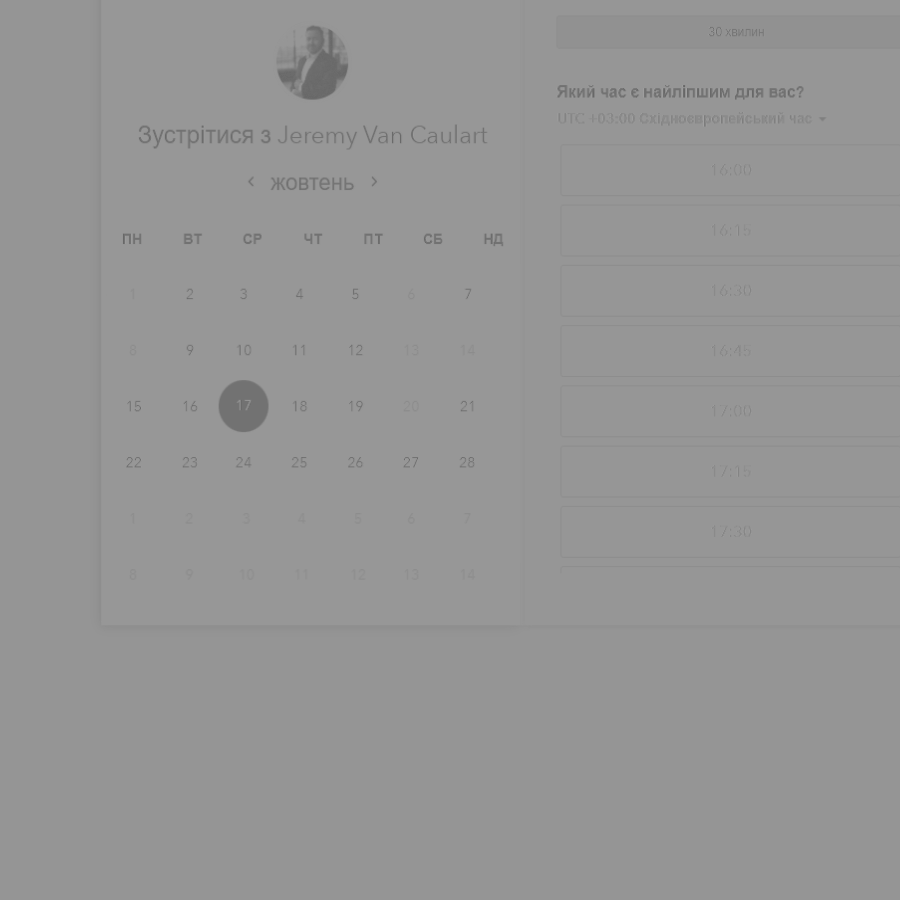 Зустрітися з Jeremy Van Caulart
жовтень
ПН ВТ СР ЧТ ПТ СБ НД
1 2 3 4 5 6 7
8 9 10 11 12 13 14
15 16 17 18 19 20 21
22 23 24 25 26 27 28
1 2 3 4 5 6 7
8 9 10 11 12 13 14
30 хвилин
Який час є найліпшим для вас?
UTC +03:00 Східноєвропейський час
16:00
16:15
16:30
16:45
17:00
17:15
17:30